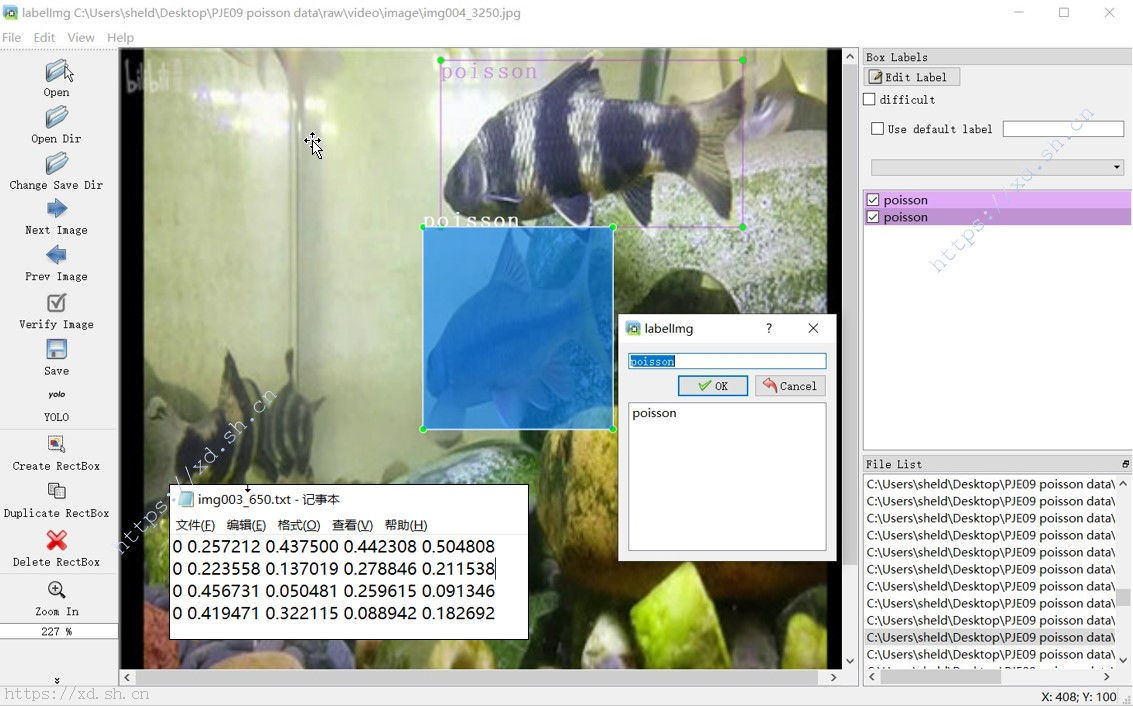 labelImg C:\Users\sheld\Desktop\PJE09 poisson data\raw\video\image\img004_3250.jpg
File Edit View Help
Open
Open Dir
Change Save Dir
Next Image
Prev Image
Verify Image
Save
yolo
YOLO
Create RectBox
Duplicate RectBox
Delete RectBox
Zoom In
227 %
bilibili
poisson
poisson
labelImg
poisson
OK Cancel
poisson
img003_650.txt - 记事本
文件(F) 编辑(E) 格式(O) 查看(V) 帮助(H)
0 0.257212 0.437500 0.442308 0.504808
0 0.223558 0.137019 0.278846 0.211538
0 0.456731 0.050481 0.259615 0.091346
0 0.419471 0.322115 0.088942 0.182692
https://xd.sh.cn
Box Labels
Edit Label
difficult
Use default label
poisson
poisson
https://xd.sh.cn
File List
C:\Users\sheld\Desktop\PJE09 poisson data\
C:\Users\sheld\Desktop\PJE09 poisson data\
C:\Users\sheld\Desktop\PJE09 poisson data\
C:\Users\sheld\Desktop\PJE09 poisson data\
C:\Users\sheld\Desktop\PJE09 poisson data\
C:\Users\sheld\Desktop\PJE09 poisson data\
C:\Users\sheld\Desktop\PJE09 poisson data\
C:\Users\sheld\Desktop\PJE09 poisson data\
C:\Users\sheld\Desktop\PJE09 poisson data\
C:\Users\sheld\Desktop\PJE09 poisson data\
C:\Users\sheld\Desktop\PJE09 poisson data\
https://xd.sh.cn
X: 408; Y: 100